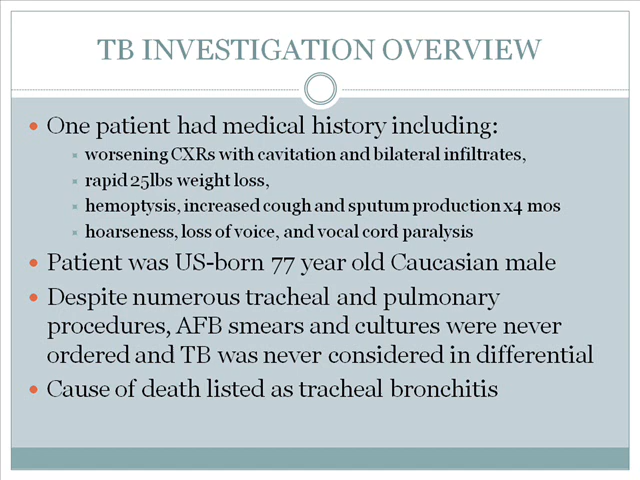 TB INVESTIGATION OVERVIEW
One patient had medical history including:
worsening CXRs with cavitation and bilateral infiltrates,
rapid 25lbs weight loss,
hemoptysis, increased cough and sputum production x4 mos
hoarseness, loss of voice, and vocal cord paralysis
Patient was US-born 77 year old Caucasian male
Despite numerous tracheal and pulmonary
procedures, AFB smears and cultures were never
ordered and TB was never considered in differential
Cause of death listed as tracheal bronchitis